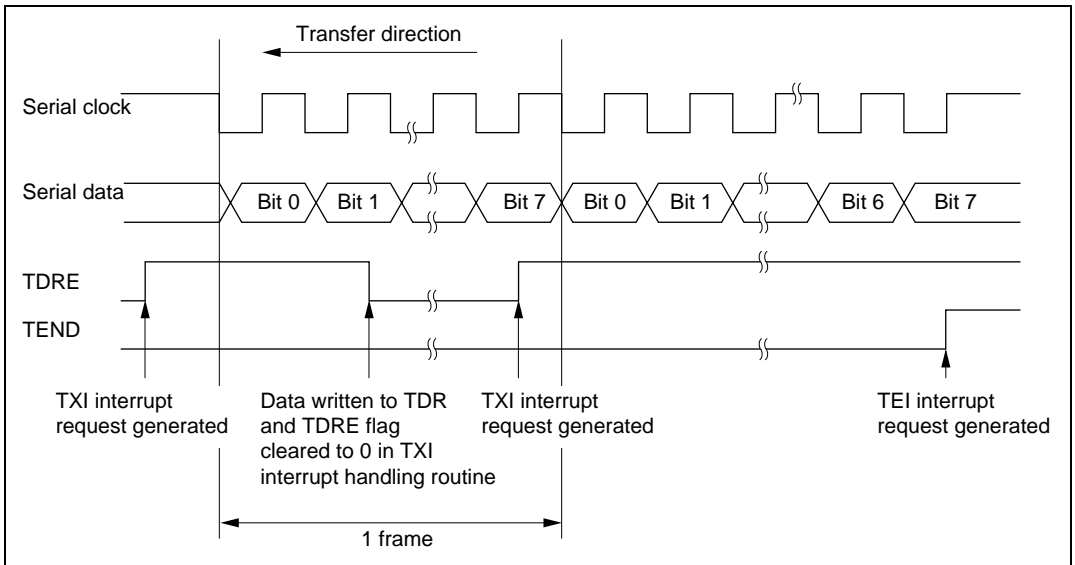 Transfer direction
Serial clock
Serial data
Bit 0
Bit 1
Bit 7
Bit 0
Bit 1
Bit 6
Bit 7
TDRE
TEND
TXI interrupt
request generated
Data written to TDR
and TDRE flag
cleared to 0 in TXI
interrupt handling routine
TXI interrupt
request generated
TEI interrupt
request generated
1 frame